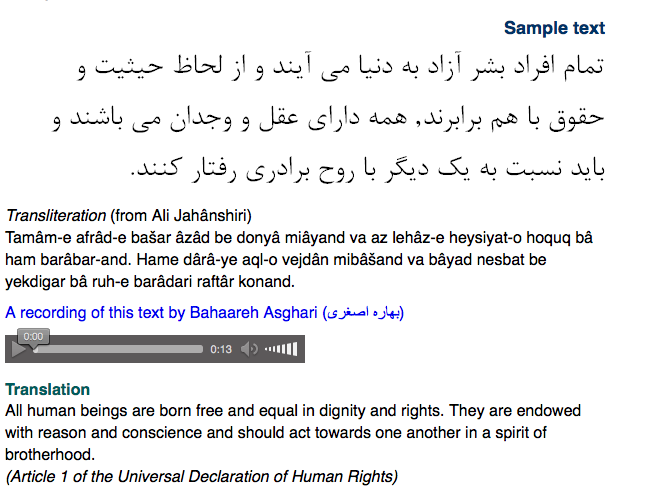 Sample text
تمام افراد بشر آزاد به دنیا می آیند و از لحاظ حیثیت و
حقوق با هم برابرند, همه دارای عقل و وجدان می باشند و
باید نسبت به یک دیگر با روح برادری رفتار کنند.
Transliteration (from Ali Jahânshiri)
Tamâm-e afrâd-e bašar âzâd be donyâ miâyand va az lehâz-e heysiyat-o hoquq bâ
ham barâbar-and. Hame dârâ-ye aql-o vejdân mibâšand va bâyad nesbat be
yekdigar bâ ruh-e barâdari raftâr konand.
A recording of this text by Bahaareh Asghari (بهاره اصغری)
0:00
0:13
Translation
All human beings are born free and equal in dignity and rights. They are endowed
with reason and conscience and should act towards one another in a spirit of
brotherhood.
(Article 1 of the Universal Declaration of Human Rights)